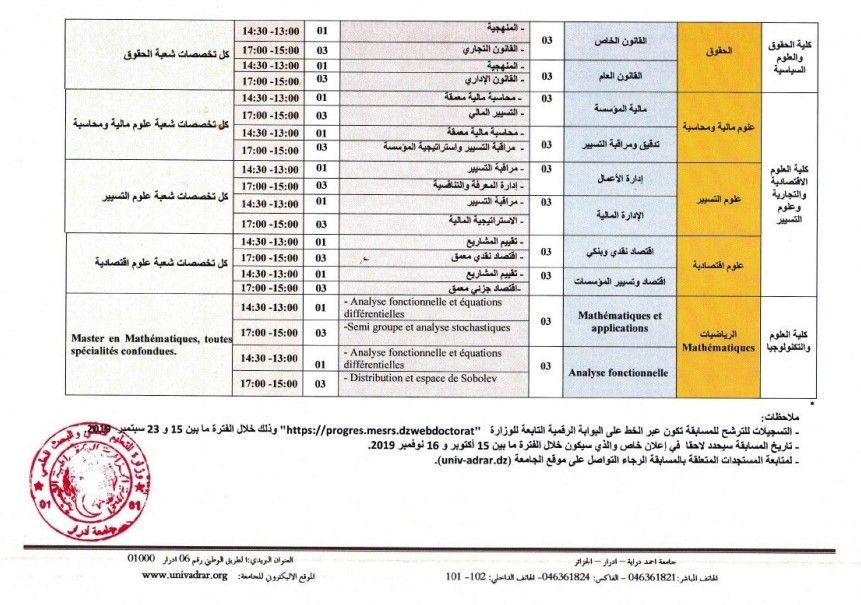 كلية الحقوق والعلوم السياسية
الحقوق
القانون الخاص
03
- المنهجية
01
14:30 -13:00
كل تخصصات شعبة الحقوق
- القانون التجاري
03
17:00 -15:00
القانون العام
03
- المنهجية
01
14:30 -13:00
- القانون الإداري
03
17:00 -15:00
كلية العلوم الاقتصادية والتجارية وعلوم التسيير
علوم مالية ومحاسبة
مالية المؤسسة
03
- محاسبة مالية معمقة
01
14:30 -13:00
كل تخصصات شعبة علوم مالية ومحاسبة
- التسيير المالي
03
17:00 -15:00
تدقيق ومراقبة التسيير
03
- محاسبة مالية معمقة
01
14:30 -13:00
- مراقبة التسيير واستراتيجية المؤسسة
03
17:00 -15:00
علوم التسيير
إدارة الأعمال
03
- مراقبة التسيير
01
14:30 -13:00
كل تخصصات شعبة علوم التسيير
- إدارة المعرفة والتنافسية
03
17:00 -15:00
الإدارة المالية
03
- مراقبة التسيير
01
14:30 -13:00
- الاستراتيجية المالية
03
17:00 -15:00
علوم اقتصادية
اقتصاد نقدي وبنكي
03
- تقييم المشاريع
01
14:30 -13:00
كل تخصصات شعبة علوم اقتصادية
- اقتصاد نقدي معمق
03
17:00 -15:00
اقتصاد وتسيير المؤسسات
03
- تقييم المشاريع
01
14:30 -13:00
-اقتصاد جزئي معمق
03
17:00 -15:00
كلية العلوم والتكنولوجيا
الرياضيات
Mathématiques
Mathématiques et applications
03
- Analyse fonctionnelle et équations différentielles
01
14:30 -13:00
Master en Mathématiques, toutes spécialités confondues.
-Semi groupe et analyse stochastiques
03
17:00 -15:00
Analyse fonctionnelle
03
- Analyse fonctionnelle et équations différentielles
01
14:30 -13:00
- Distribution et espace de Sobolev
03
17:00 -15:00
ملاحظات:
- التسجيلات للترشح للمسابقة تكون عبر الخط على البوابة الرقمية التابعة للوزارة "https://progres.mesrs.dzwebdoctorat" وذلك خلال الفترة ما بين 15 و 23 سبتمبر 2019.
- تاريخ المسابقة سيحدد لاحقا في إعلان خاص والذي سيكون خلال الفترة ما بين 15 أكتوبر و 16 نوفمبر 2019.
- لمتابعة المستجدات المتعلقة بالمسابقة الرجاء التواصل على موقع الجامعة (univ-adrar.dz).
وزارة التعليم العالي والبحث العلمي
01
01
جامعة أدرار
جامعة احمد دراية – ادرار – الجزائر
العنوان البريدي: الطريق الوطني رقم 06 ادرار 01000
الهاتف المباشر: 046361821 - الفاكس: 046361824- الهاتف الداخلي: 102- 101
الموقع الاليكتروني للجامعة: www.univadrar.org